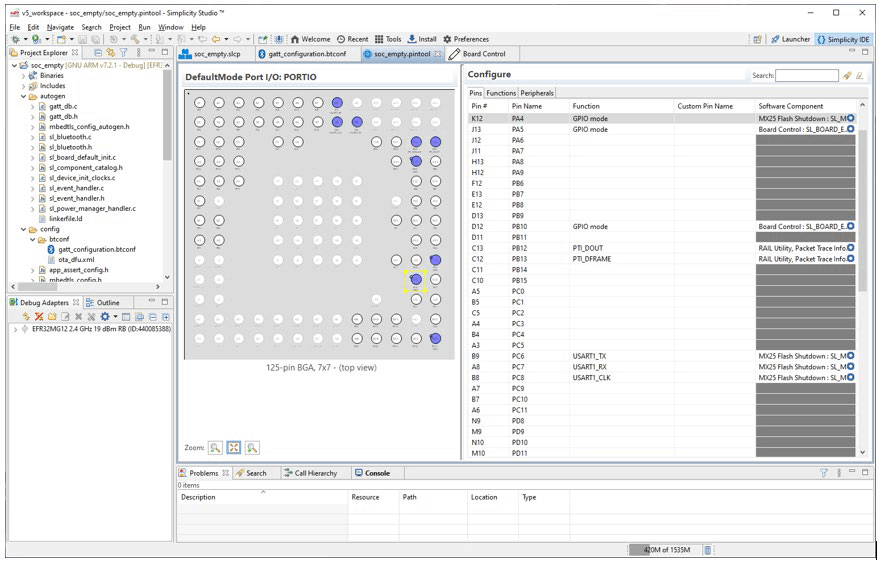 v5_workspace - soc_empty/soc_empty.pintool - Simplicity Studio ™
File Edit Navigate Search Project Run Window Help
Welcome Recent Tools Install Preferences
Launcher Simplicity IDE
Project Explorer
soc_empty [GNU ARM v7.2.1 - Debug] [EFR3
Binaries
Includes
autogen
gatt_db.c
gatt_db.h
mbedtls_config_autogen.h
sl_bluetooth.c
sl_bluetooth.h
sl_board_default_init.c
sl_component_catalog.h
sl_device_init_clocks.c
sl_event_handler.c
sl_event_handler.h
sl_power_manager_handler.c
linkerfile.ld
config
btconf
gatt_configuration.btconf
ota_dfu.xml
app_assert_config.h
mbedtls_config.h
Debug Adapters Outline
EFR32MG12 2.4 GHz 19 dBm RB (ID:440085388)
soc_empty.slcp gatt_configuration.btconf soc_empty.pintool Board Control
DefaultMode Port I/O: PORTIO
125-pin BGA, 7x7 - (top view)
Zoom:
Configure
Search:
Pins Functions Peripherals
Pin # Pin Name Function Custom Pin Name Software Component
K12 PA4 GPIO mode MX25 Flash Shutdown : SL_M
J13 PA5 GPIO mode Board Control : SL_BOARD_E
J12 PA6
J11 PA7
H13 PA8
H12 PA9
F12 PB6
E13 PB7
E12 PB8
D13 PB9
D12 PB10 GPIO mode Board Control : SL_BOARD_E
D11 PB11
C13 PB12 PTI_DOUT RAIL Utility, Packet Trace Info.
C12 PB13 PTI_DFRAME RAIL Utility, Packet Trace Info.
C11 PB14
C10 PB15
A5 PC0
B5 PC1
C5 PC2
A4 PC3
B4 PC4
A3 PC5
B9 PC6 USART1_TX MX25 Flash Shutdown : SL_M
A8 PC7 USART1_RX MX25 Flash Shutdown : SL_M
B8 PC8 USART1_CLK MX25 Flash Shutdown : SL_M
A7 PC9
B7 PC10
A6 PC11
N9 PD8
M9 PD9
N10 PD10
M10 PD11
Problems Search Call Hierarchy Console
0 items
Description Resource Path Location Type
420M of 1535M